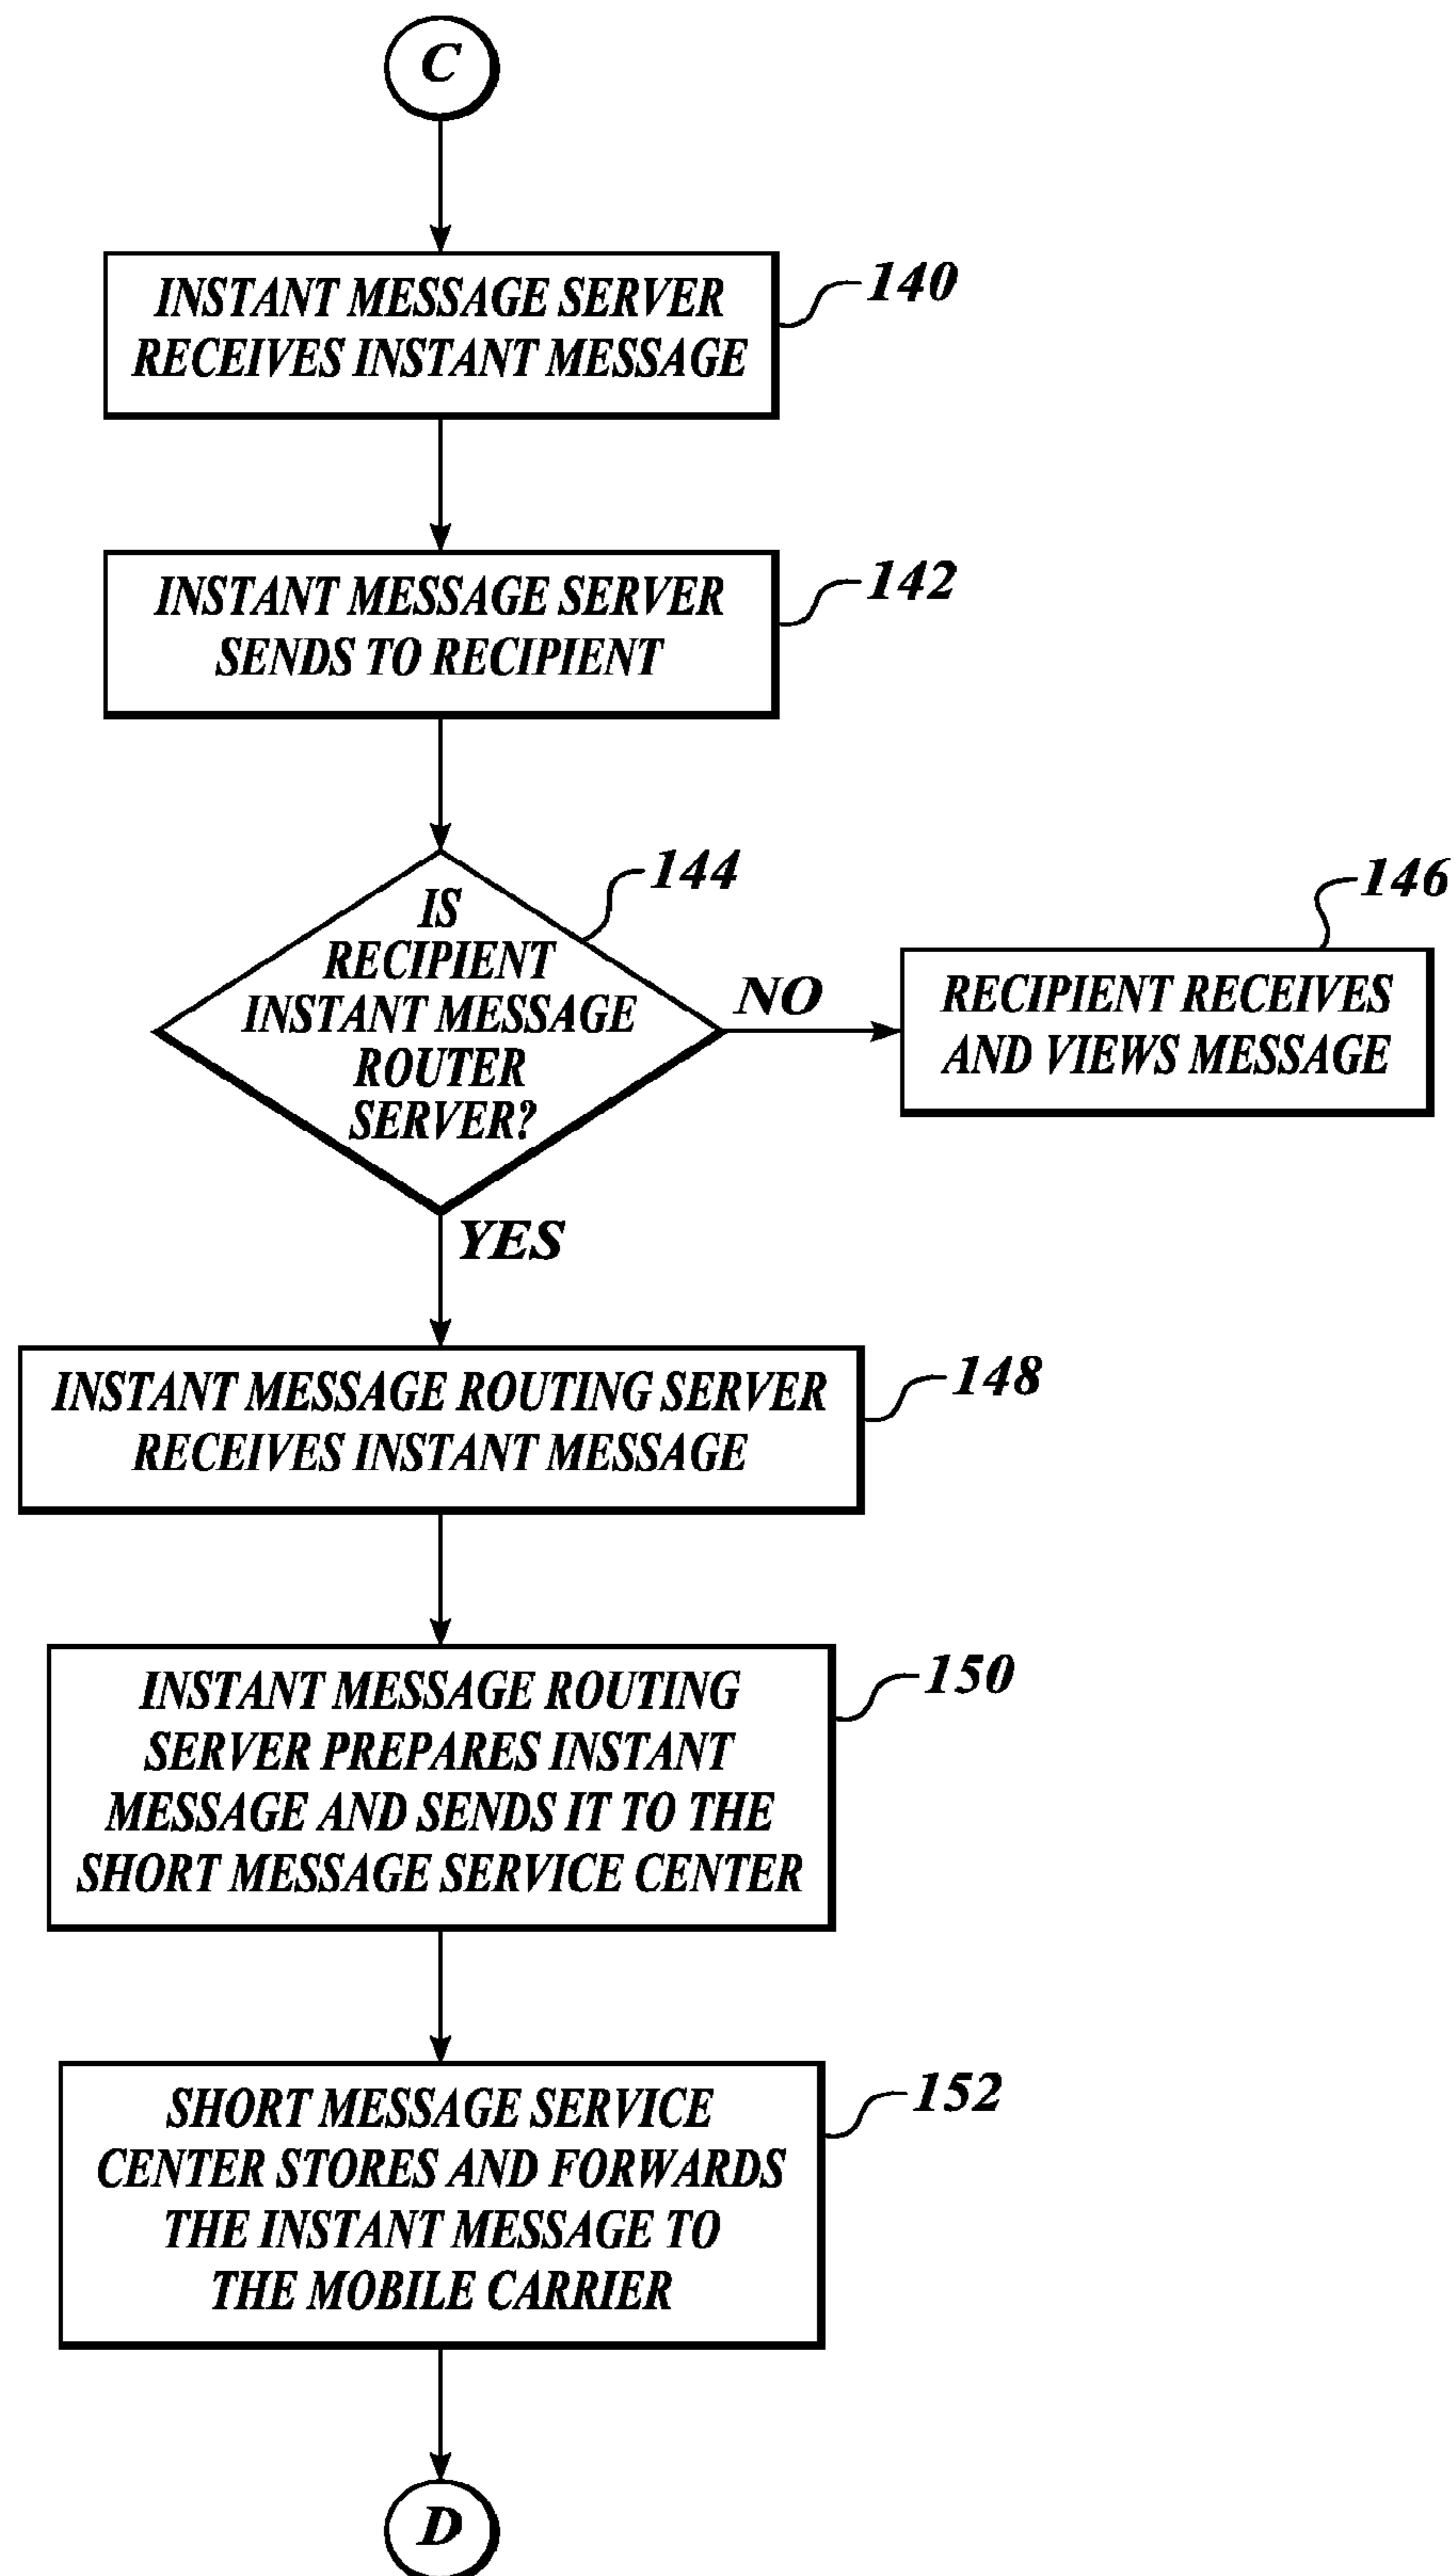 C
INSTANT MESSAGE SERVER
RECEIVES INSTANT MESSAGE
140
INSTANT MESSAGE SERVER
SENDS TO RECIPIENT
142
IS
RECIPIENT
INSTANT MESSAGE
ROUTER
SERVER?
144
NO
RECIPIENT RECEIVES
AND VIEWS MESSAGE
146
YES
INSTANT MESSAGE ROUTING SERVER
RECEIVES INSTANT MESSAGE
148
INSTANT MESSAGE ROUTING
SERVER PREPARES INSTANT
MESSAGE AND SENDS IT TO THE
SHORT MESSAGE SERVICE CENTER
150
SHORT MESSAGE SERVICE
CENTER STORES AND FORWARDS
THE INSTANT MESSAGE TO
THE MOBILE CARRIER
152
D